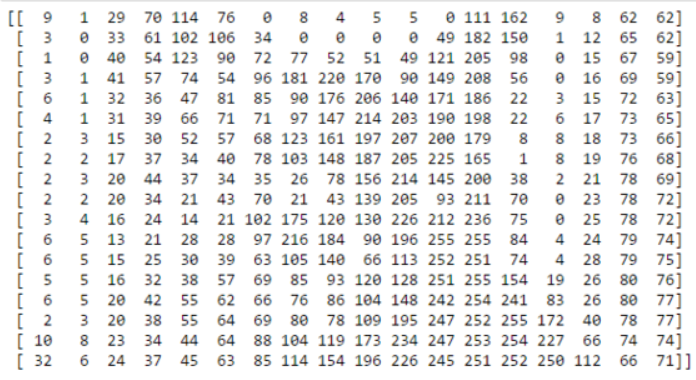 [[ 9 1 29 70 114 76 0 8 4 5 5 0 111 162 9 8 62 62]
[ 3 0 33 61 102 106 34 0 0 0 0 49 182 150 1 12 65 62]
[ 1 0 40 54 123 90 72 77 52 51 49 121 205 98 0 15 67 59]
[ 3 1 41 57 74 54 96 181 220 170 90 149 208 56 0 16 69 59]
[ 6 1 32 36 47 81 85 90 176 206 140 171 186 22 3 15 72 63]
[ 4 1 31 39 66 71 71 97 147 214 203 190 198 22 6 17 73 65]
[ 2 3 15 30 52 57 68 123 161 197 207 200 179 8 8 18 73 66]
[ 2 2 17 37 34 40 78 103 148 187 205 225 165 1 8 19 76 68]
[ 2 3 20 44 37 34 35 26 78 156 214 145 200 38 2 21 78 69]
[ 2 2 20 34 21 43 70 21 43 139 205 93 211 70 0 23 78 72]
[ 3 4 16 24 14 21 102 175 120 130 226 212 236 75 0 25 78 72]
[ 6 5 13 21 28 28 97 216 184 90 196 255 255 84 4 24 79 74]
[ 6 5 15 25 30 39 63 105 140 66 113 252 251 74 4 28 79 75]
[ 5 5 16 32 38 57 69 85 93 120 128 251 255 154 19 26 80 76]
[ 6 5 20 42 55 62 66 76 86 104 148 242 254 241 83 26 80 77]
[ 2 3 20 38 55 64 69 80 78 109 195 247 252 255 172 40 78 77]
[ 10 8 23 34 44 64 88 104 119 173 234 247 253 254 227 66 74 74]
[ 32 6 24 37 45 63 85 114 154 196 226 245 251 252 250 112 66 71]]